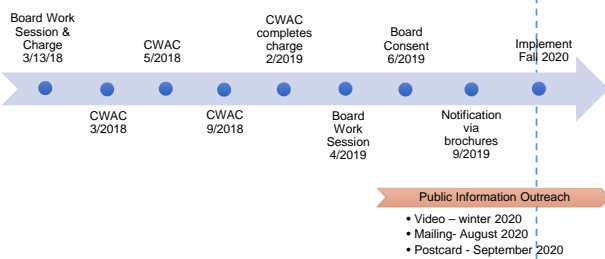 Board Work
Session &
Charge
3/13/18
CWAC
3/2018
CWAC
5/2018
CWAC
9/2018
CWAC
completes
charge
2/2019
Board
Work
Session
4/2019
Board
Consent
6/2019
Notification
via
brochures
9/2019
Implement
Fall 2020
Public Information Outreach
• Video – winter 2020
• Mailing- August 2020
• Postcard - September 2020